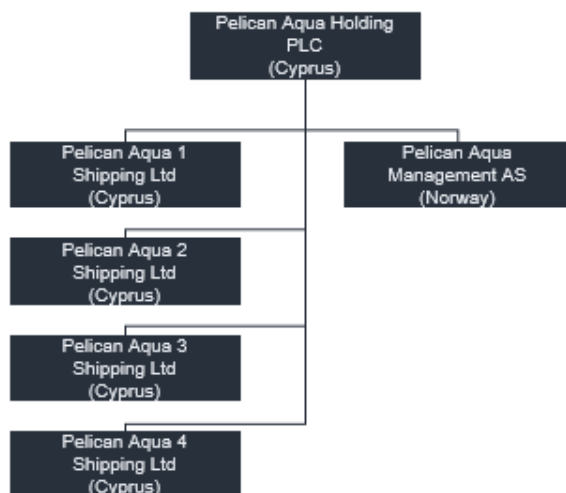 Pelican Aqua Holding
PLC
(Cyprus)
Pelican Aqua 1
Shipping Ltd
(Cyprus)
Pelican Aqua
Management AS
(Norway)
Pelican Aqua 2
Shipping Ltd
(Cyprus)
Pelican Aqua 3
Shipping Ltd
(Cyprus)
Pelican Aqua 4
Shipping Ltd
(Cyprus)